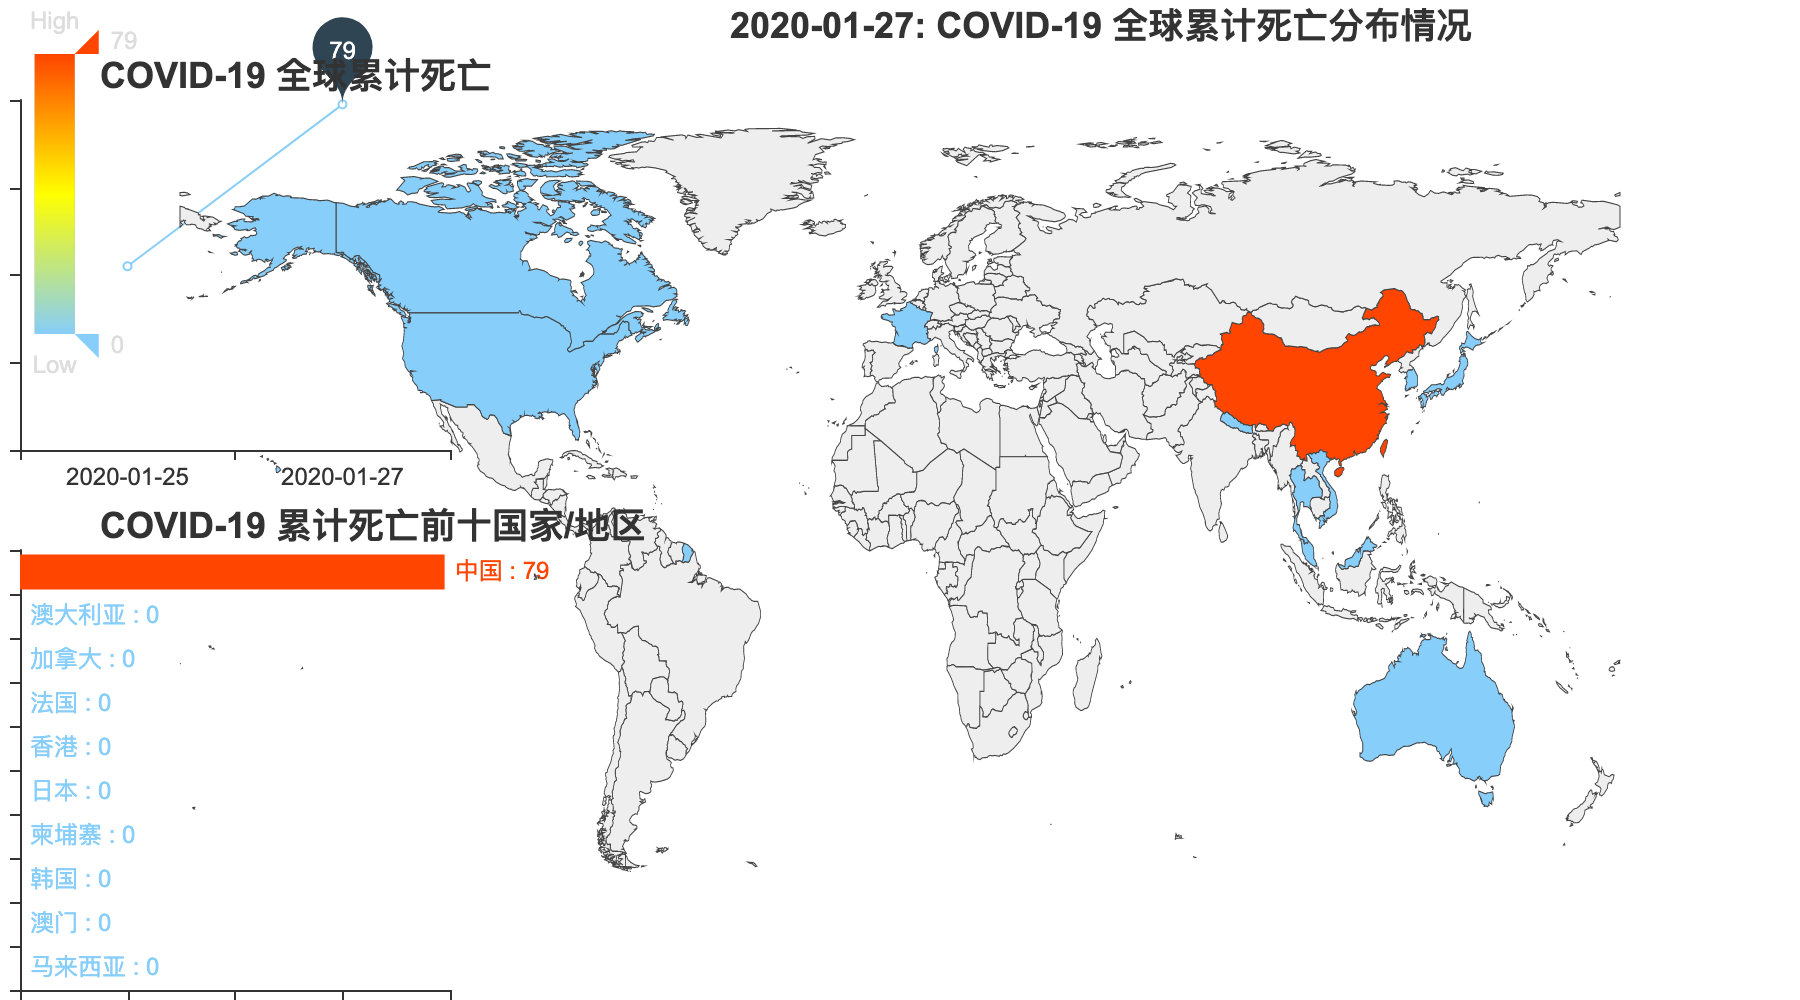 2020-01-27: COVID-19 全球累计死亡分布情况
High
79
79
COVID-19 全球累计死亡
0
Low
2020-01-25
2020-01-27
COVID-19 累计死亡前十国家/地区
中国 : 79
澳大利亚 : 0
加拿大 : 0
法国 : 0
香港 : 0
日本 : 0
柬埔寨 : 0
韩国 : 0
澳门 : 0
马来西亚 : 0